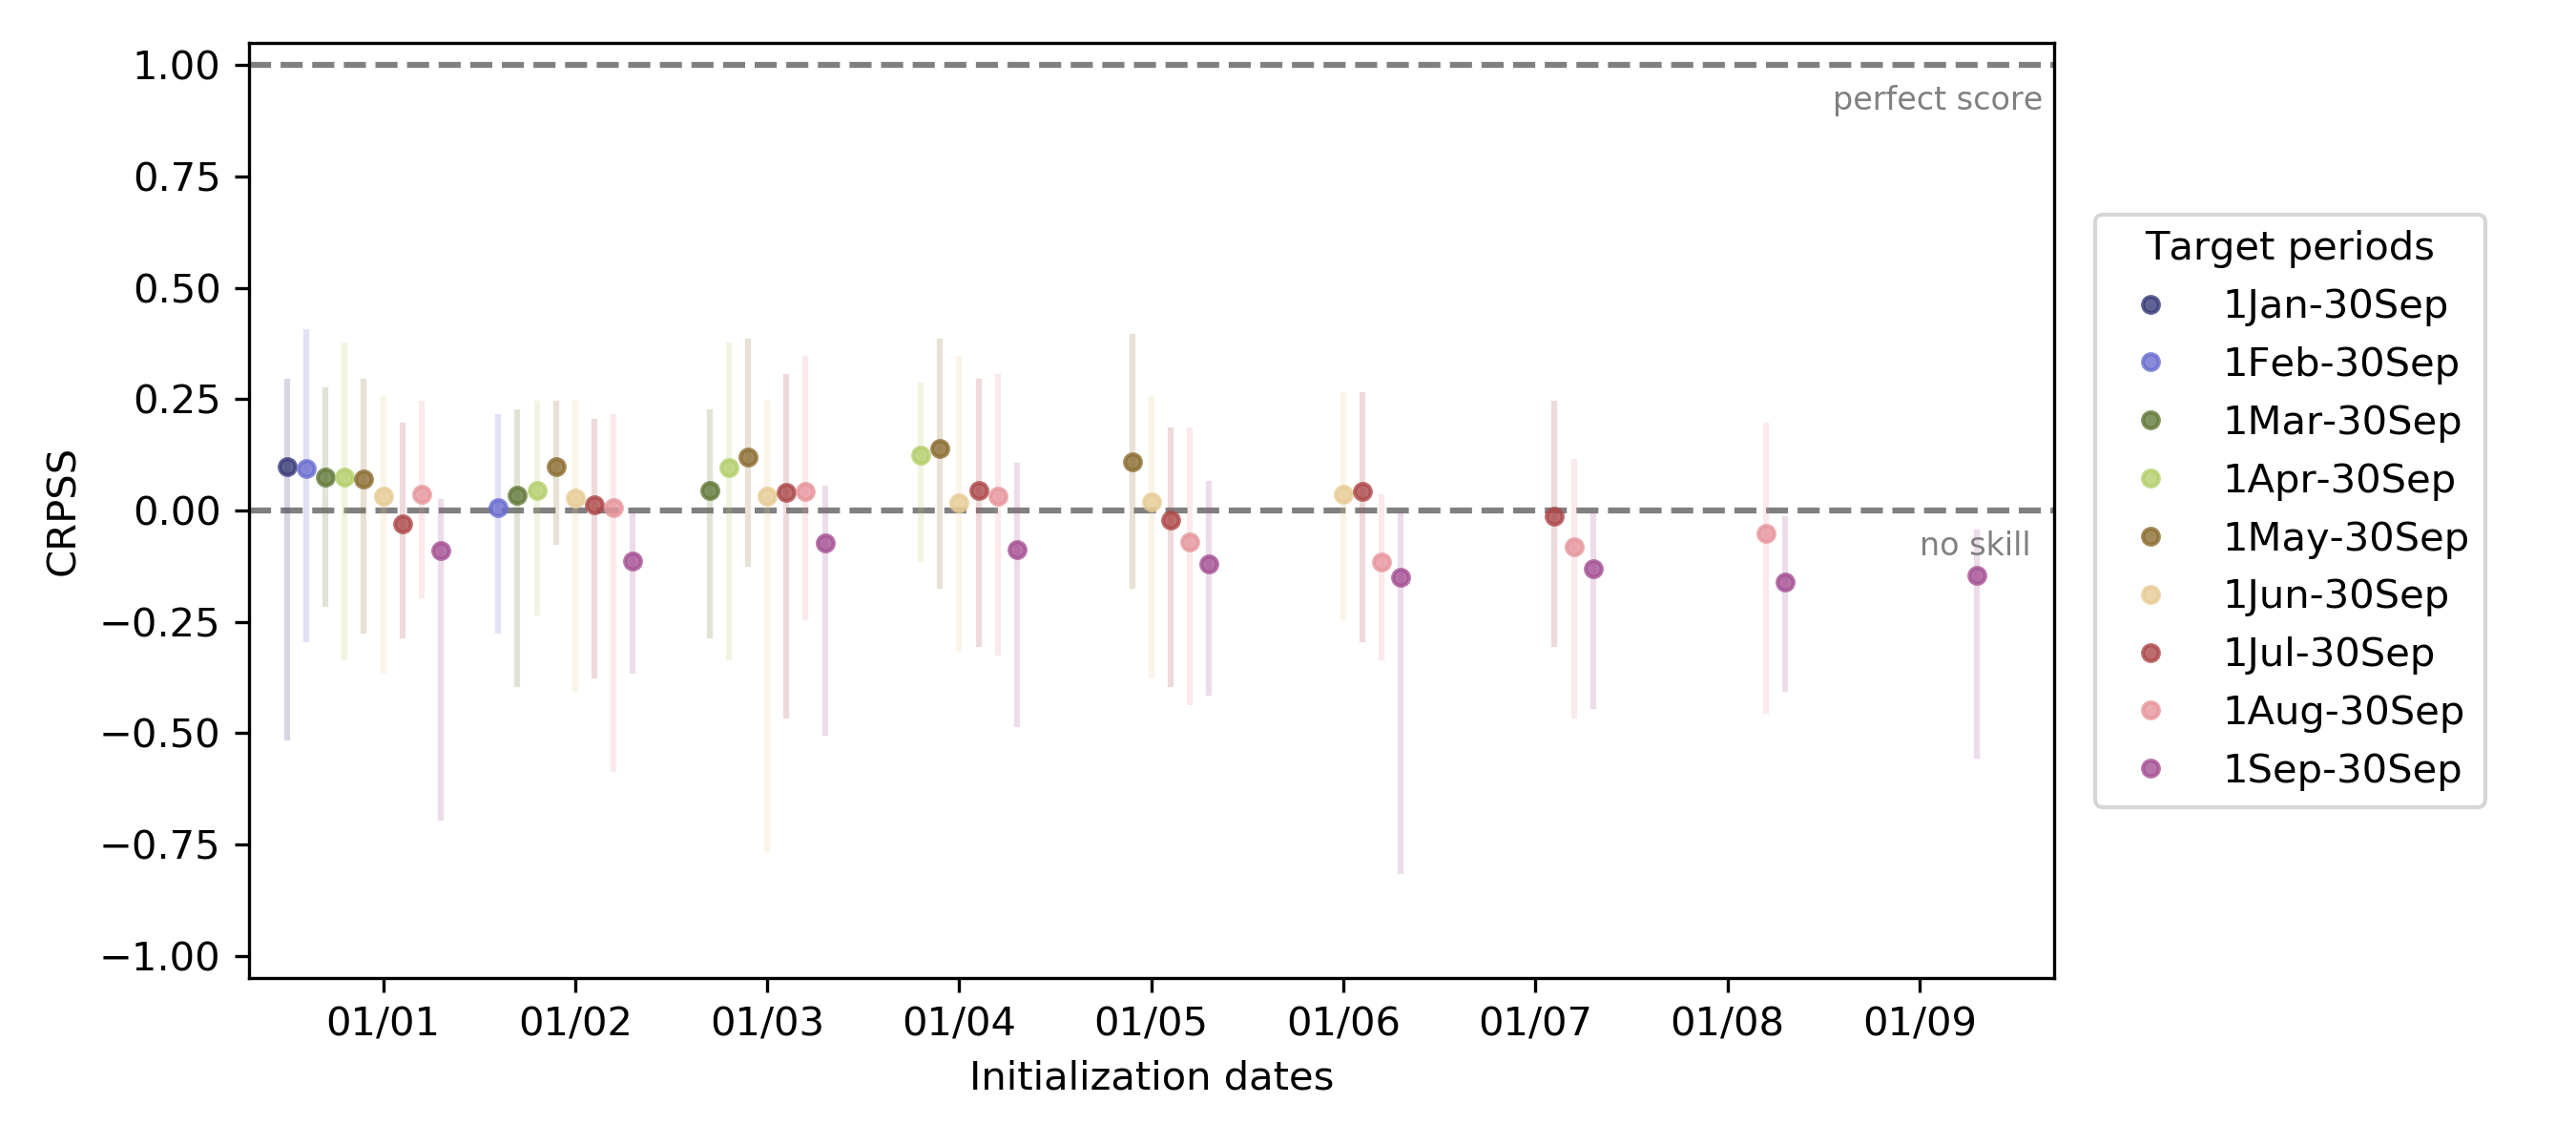 1.00
0.75
0.50
0.25
0.00
−0.25
−0.50
−0.75
−1.00
CRPSS
perfect score
no skill
01/01 01/02 01/03 01/04 01/05 01/06 01/07 01/08 01/09
Initialization dates
Target periods
1Jan-30Sep
1Feb-30Sep
1Mar-30Sep
1Apr-30Sep
1May-30Sep
1Jun-30Sep
1Jul-30Sep
1Aug-30Sep
1Sep-30Sep